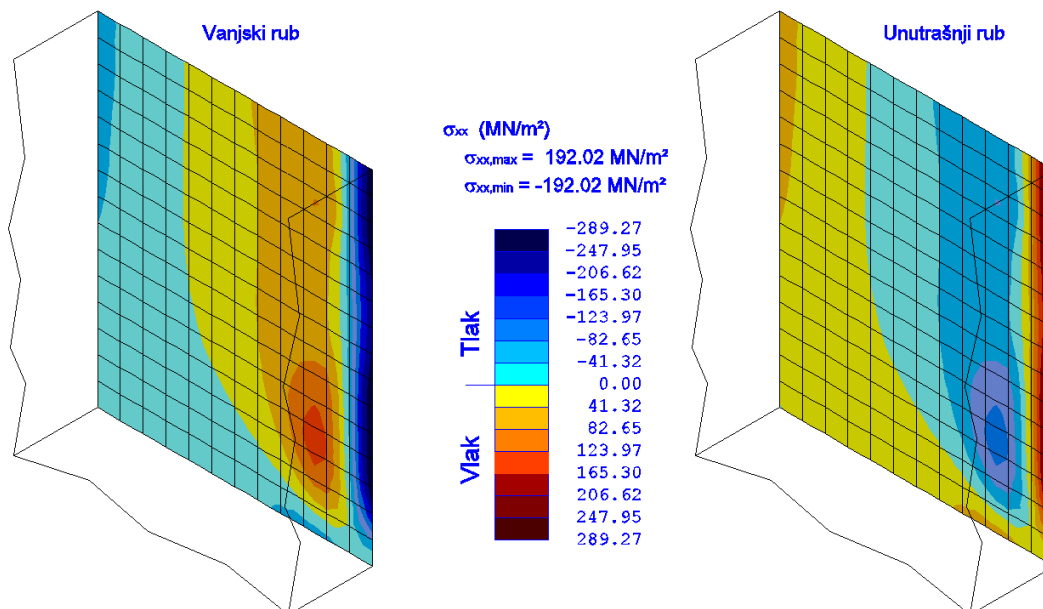 Vanjski rub
Unutrašnji rub
σxx (MN/m²)
σxx,max = 192.02 MN/m²
σxx,min = -192.02 MN/m²
Tlak
Vlak
-289.27
-247.95
-206.62
-165.30
-123.97
-82.65
-41.32
0.00
41.32
82.65
123.97
165.30
206.62
247.95
289.27